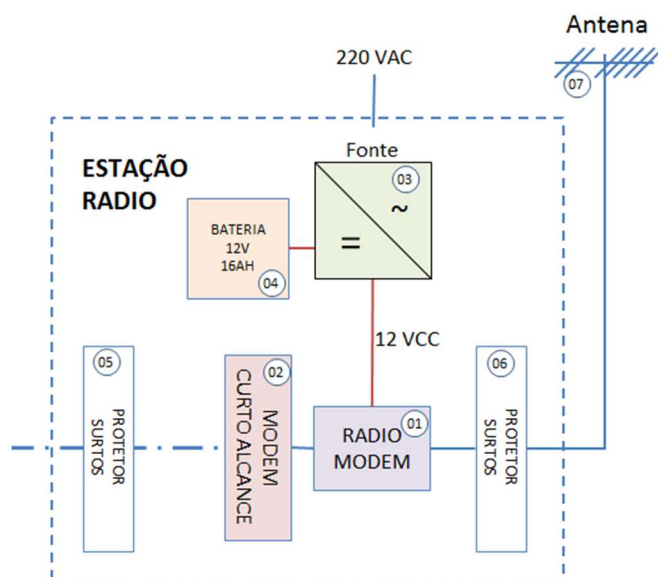 Antena
220 VAC
07
Fonte
ESTAÇÃO
RADIO
03
~
=
BATERIA
12V
16AH
04
12 VCC
05
PROTETOR
SURTOS
02
MODEM
CURTO ALCANCE
01
RADIO
MODEM
06
PROTETOR
SURTOS